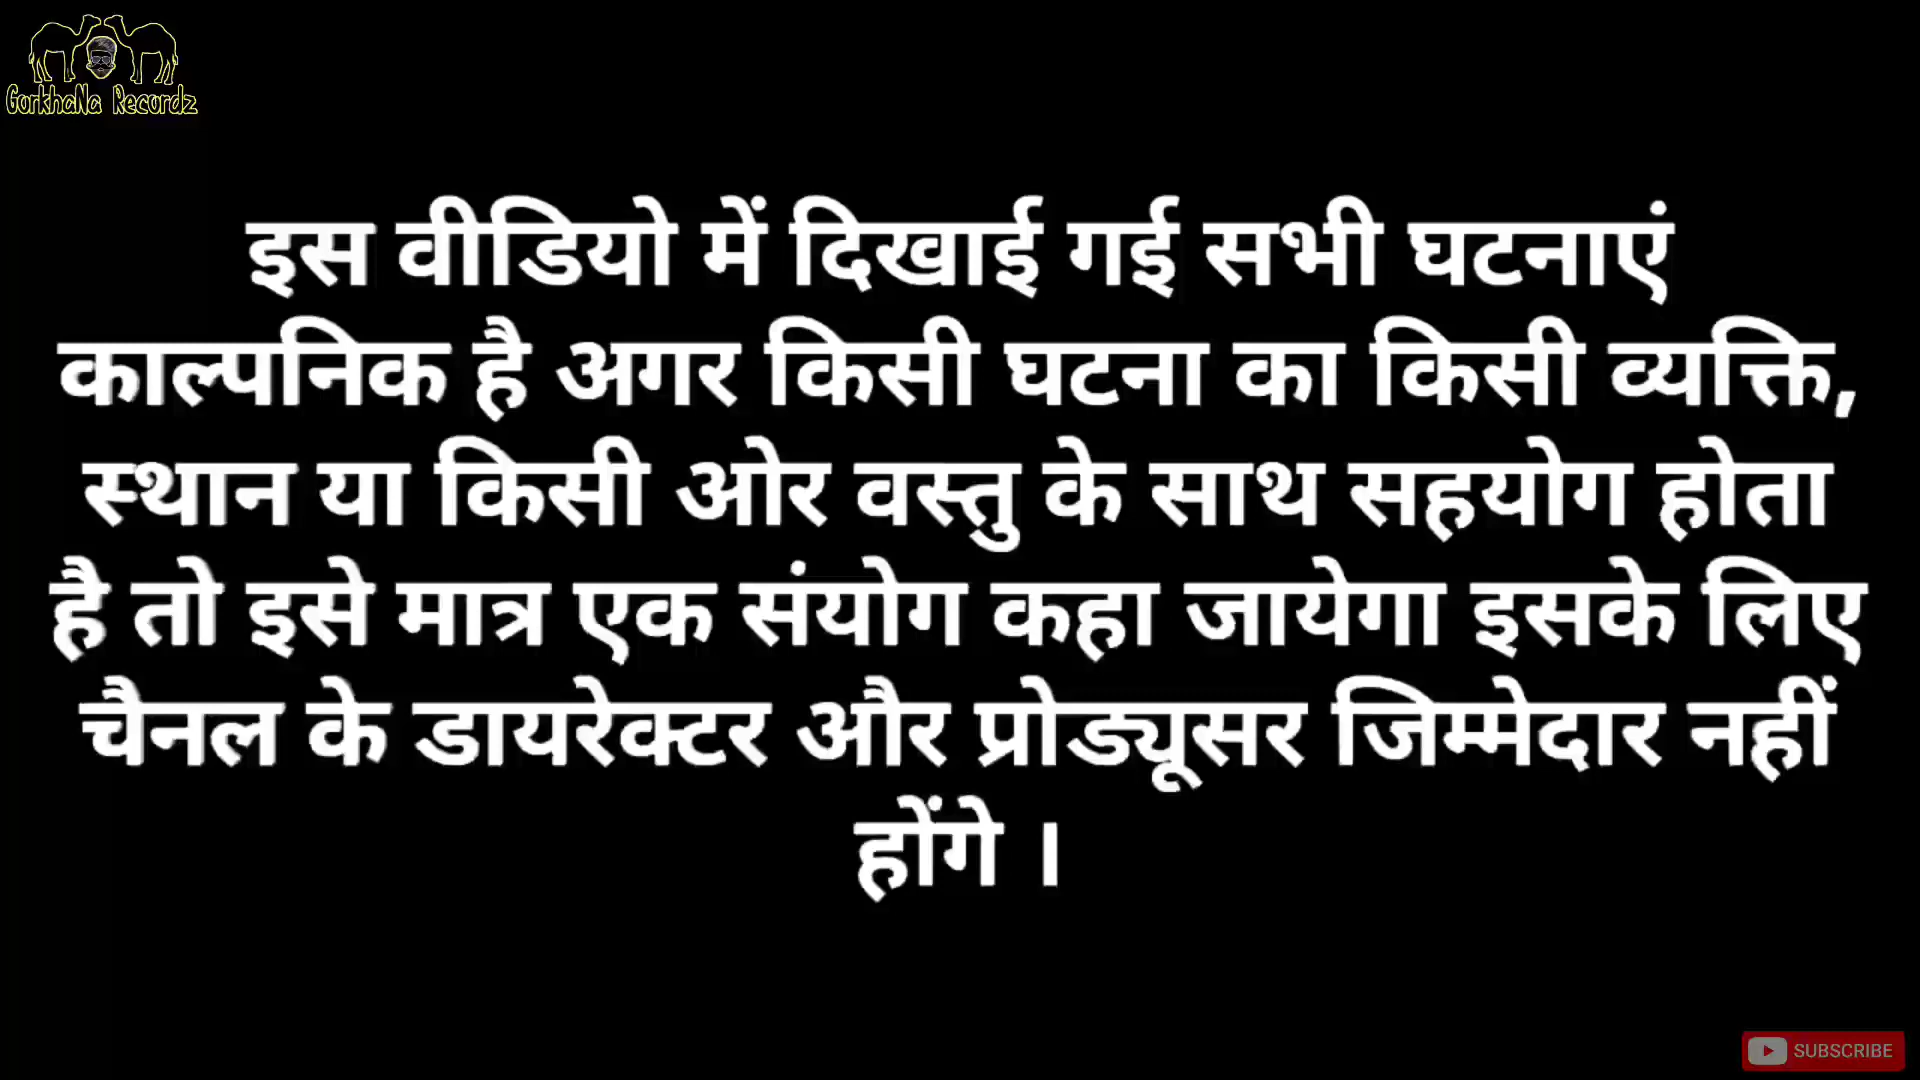 GorkhaNa Recordz
इस वीडियो में दिखाई गई सभी घटनाएं
काल्पनिक है अगर किसी घटना का किसी व्यक्ति,
स्थान या किसी ओर वस्तु के साथ सहयोग होता
है तो इसे मात्र एक संयोग कहा जायेगा इसके लिए
चैनल के डायरेक्टर और प्रोड्यूसर जिम्मेदार नहीं
होंगे ।
SUBSCRIBE